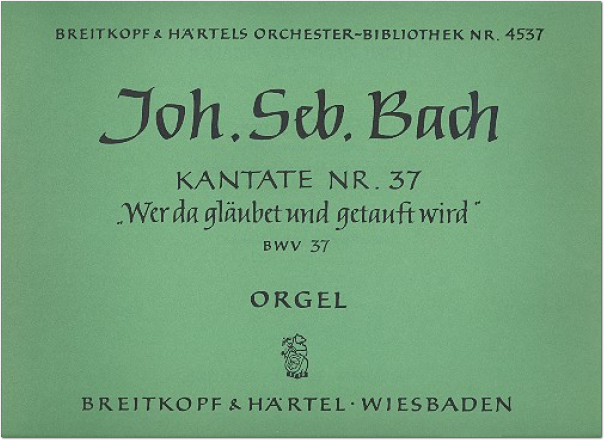 BREITKOPF & HÄRTELS ORCHESTER-BIBLIOTHEK NR. 4537
Joh. Seb. Bach
KANTATE NR. 37
„Wer da gläubet und getauft wird"
BWV 37
ORGEL
BREITKOPF & HÄRTEL · WIESBADEN